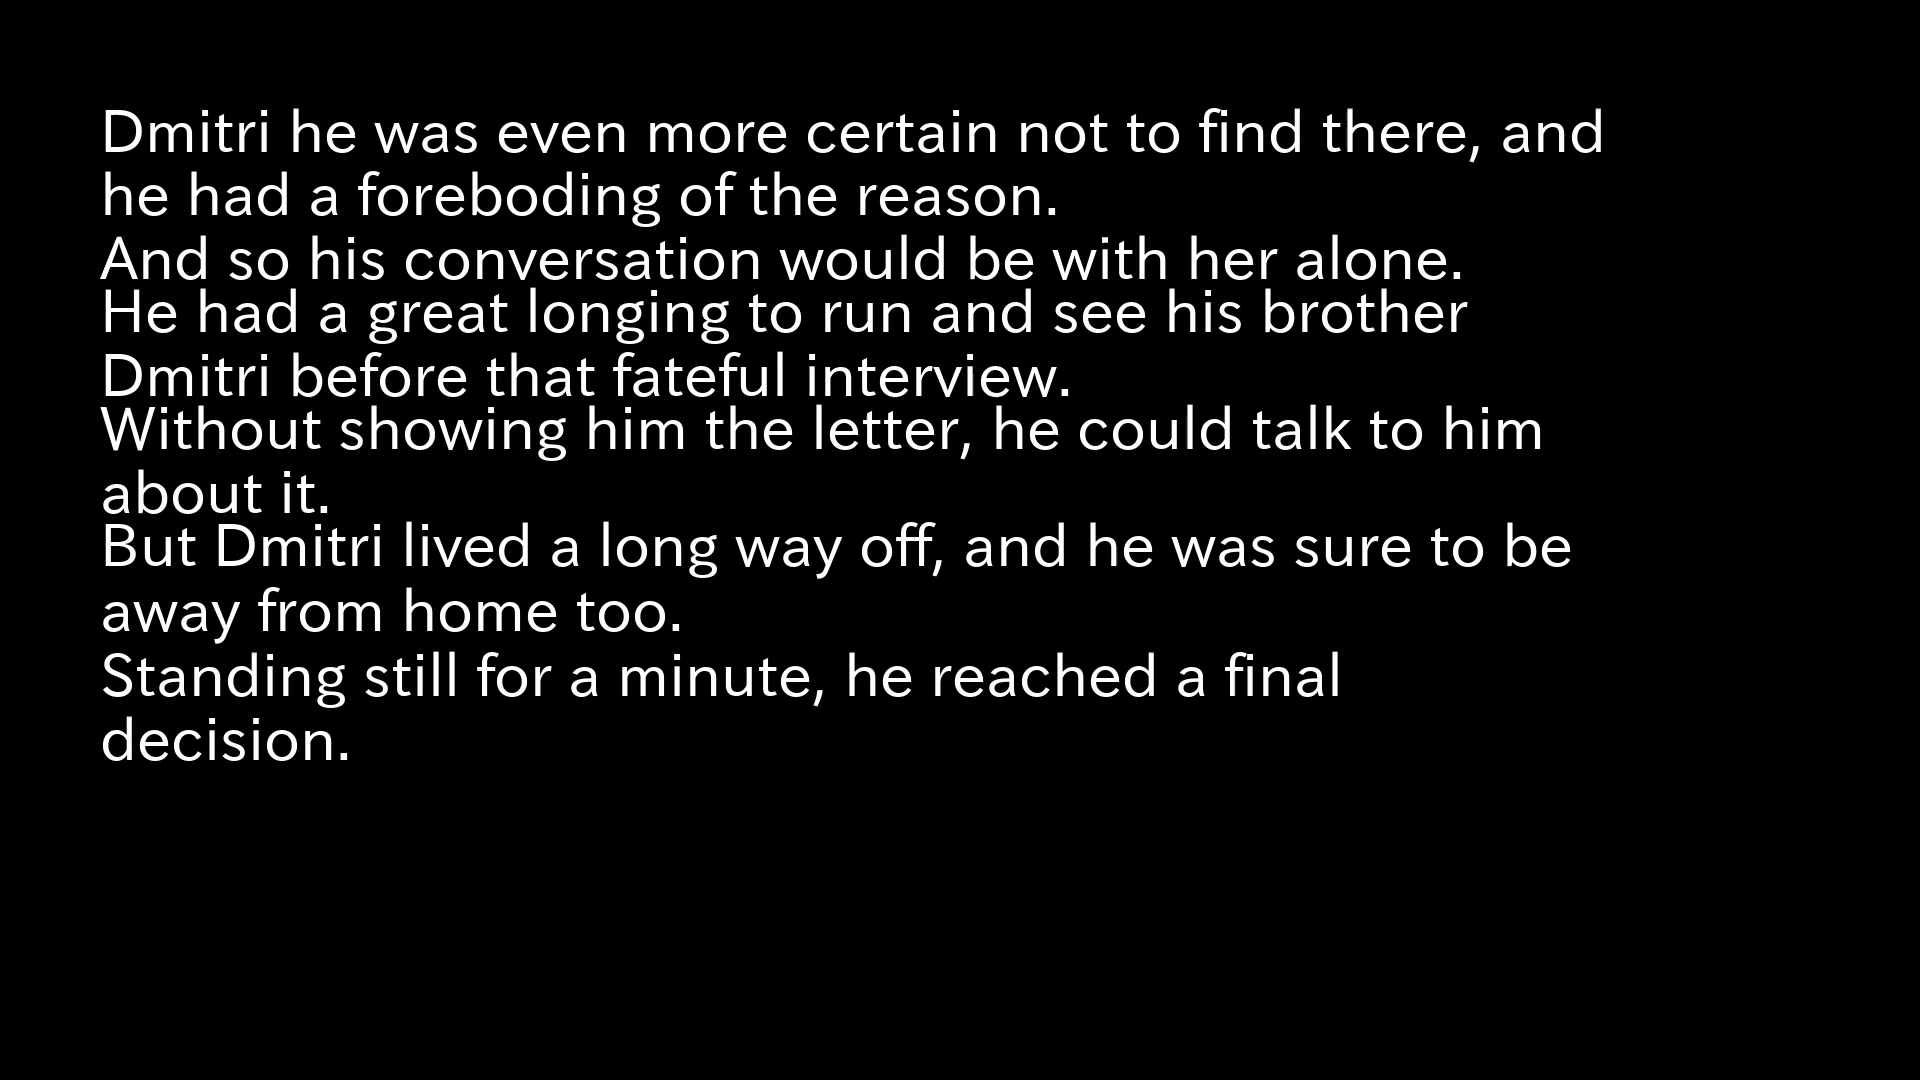 Dmitri he was even more certain not to find there, and
he had a foreboding of the reason.
And so his conversation would be with her alone.
He had a great longing to run and see his brother
Dmitri before that fateful interview.
Without showing him the letter, he could talk to him
about it.
But Dmitri lived a long way off, and he was sure to be
away from home too.
Standing still for a minute, he reached a final
decision.